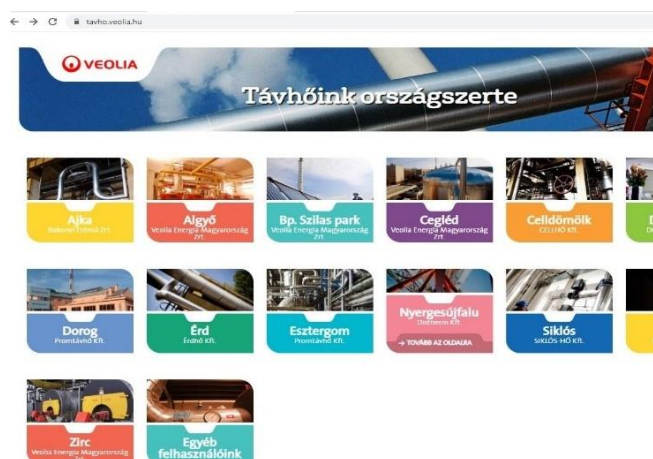 tavho.veolia.hu
VEOLIA
Távhőink országszerte
Ajka
Bakonyi Erőmű Zrt.
Algyő
Veolia Energia Magyarország
Zrt.
Bp. Szilas park
Veolia Energia Magyarország
Zrt.
Cegléd
Veolia Energia Magyarország
Zrt.
Celldömölk
CELLHŐ Kft.
Dorog
Promtávhő Kft.
Érd
Érdhő Kft.
Esztergom
Promtávhő Kft.
Nyergesújfalu
Distherm Kft.
→ TOVÁBB AZ OLDALRA
Siklós
SIKLÓS-HŐ Kft.
Zirc
Veolia Energia Magyarország
Zrt.
Egyéb
felhasználóink